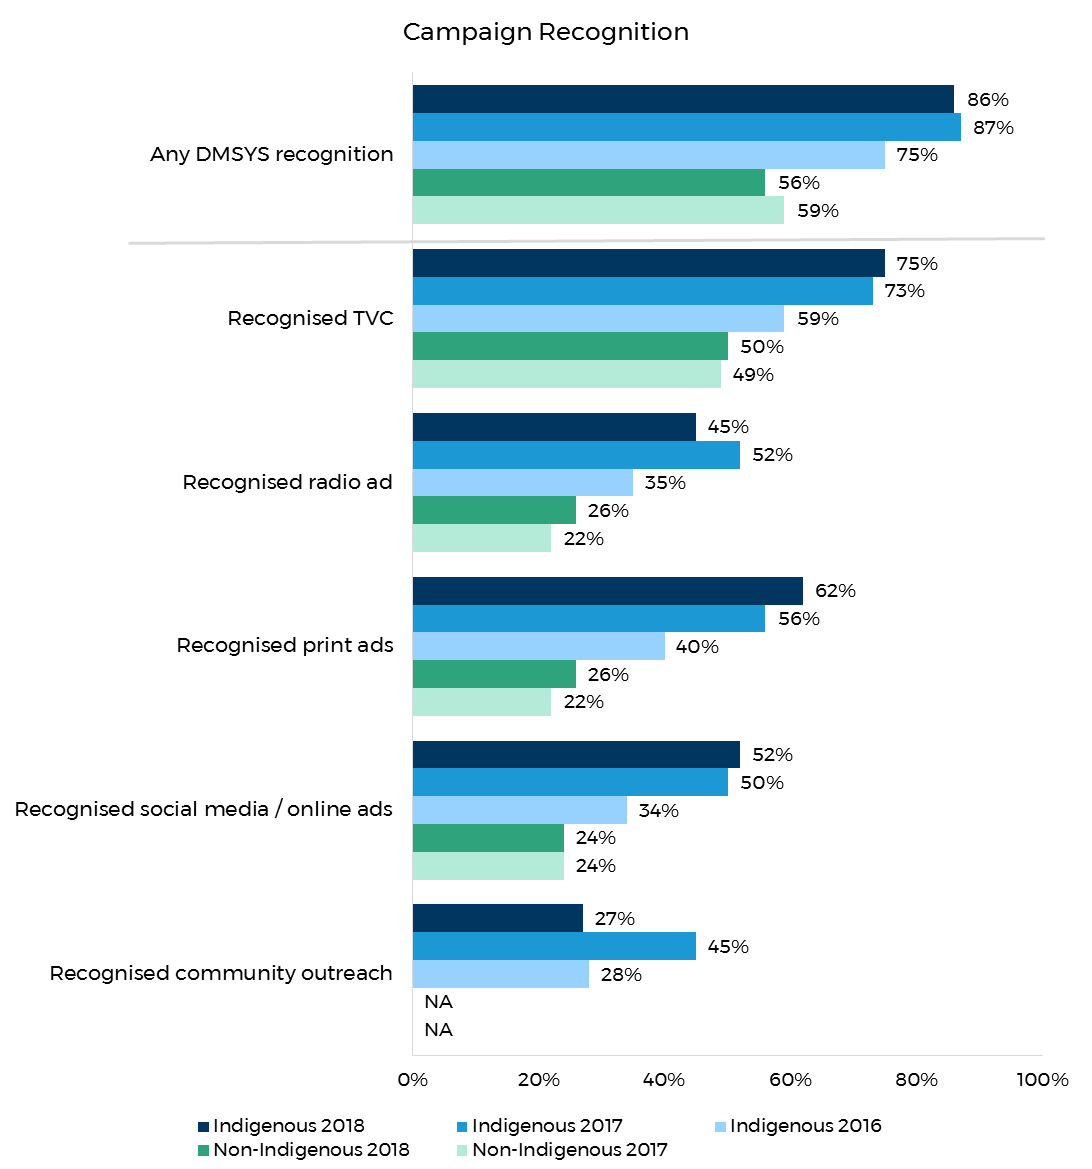 Campaign Recognition
86%
87%
Any DMSYS recognition
75%
56%
59%
75%
73%
Recognised TVC
59%
50%
49%
45%
52%
Recognised radio ad
35%
26%
22%
62%
56%
Recognised print ads
40%
26%
22%
52%
50%
Recognised social media / online ads
34%
24%
24%
27%
45%
Recognised community outreach
28%
NA
NA
0% 20% 40% 60% 80% 100%
Indigenous 2018 Indigenous 2017 Indigenous 2016
Non-Indigenous 2018 Non-Indigenous 2017